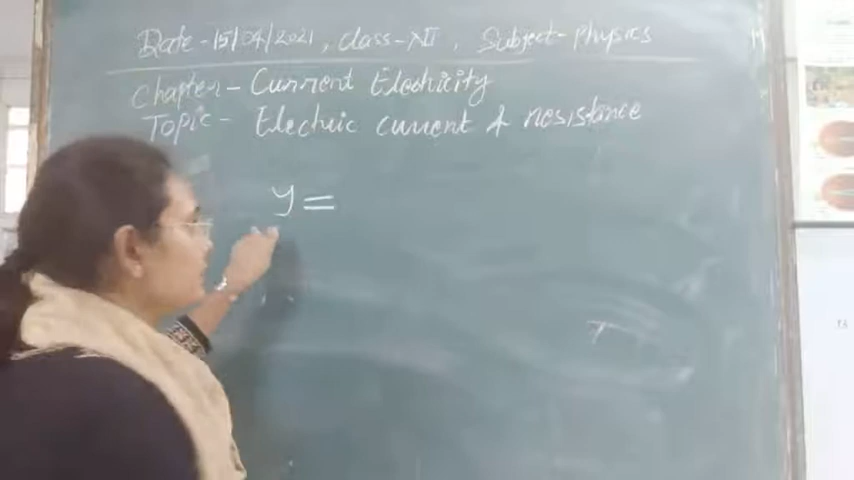 Date - 15/04/2021, class - XII, Subject - Physics
Chapter - Current Electricity
Topic - Electric current & resistance
y =